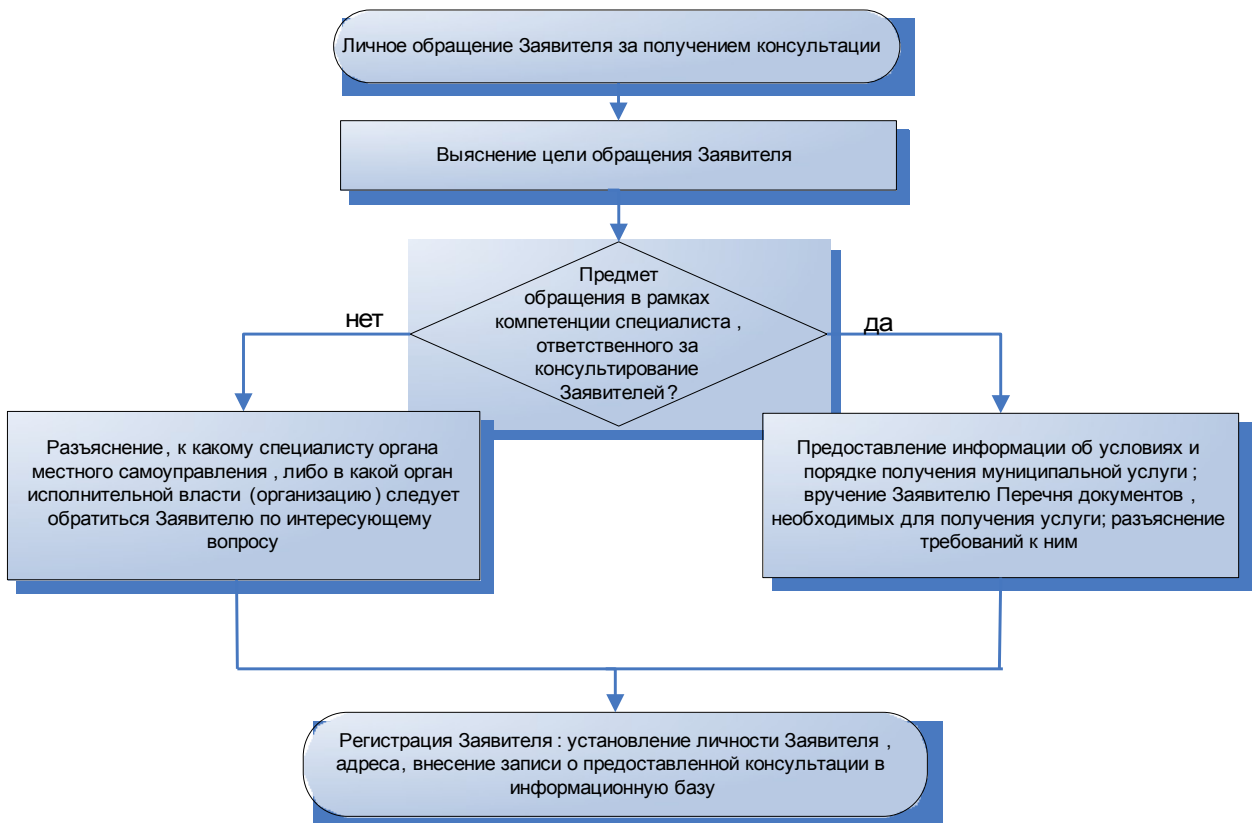 Личное обращение Заявителя за получением консультации
Выяснение цели обращения Заявителя
Предмет
обращения в рамках
компетенции специалиста ,
ответственного за
консультирование
Заявителей ?
нет
да
Разъяснение, к какому специалисту органа
местного самоуправления , либо в какой орган
исполнительной власти (организацию ) следует
обратиться Заявителю по интересующему
вопросу
Предоставление информации об условиях и
порядке получения муниципальной услуги ;
вручение Заявителю Перечня документов ,
необходимых для получения услуги; разъяснение
требований к ним
Регистрация Заявителя : установление личности Заявителя ,
адреса, внесение записи о предоставленной консультации в
информационную базу